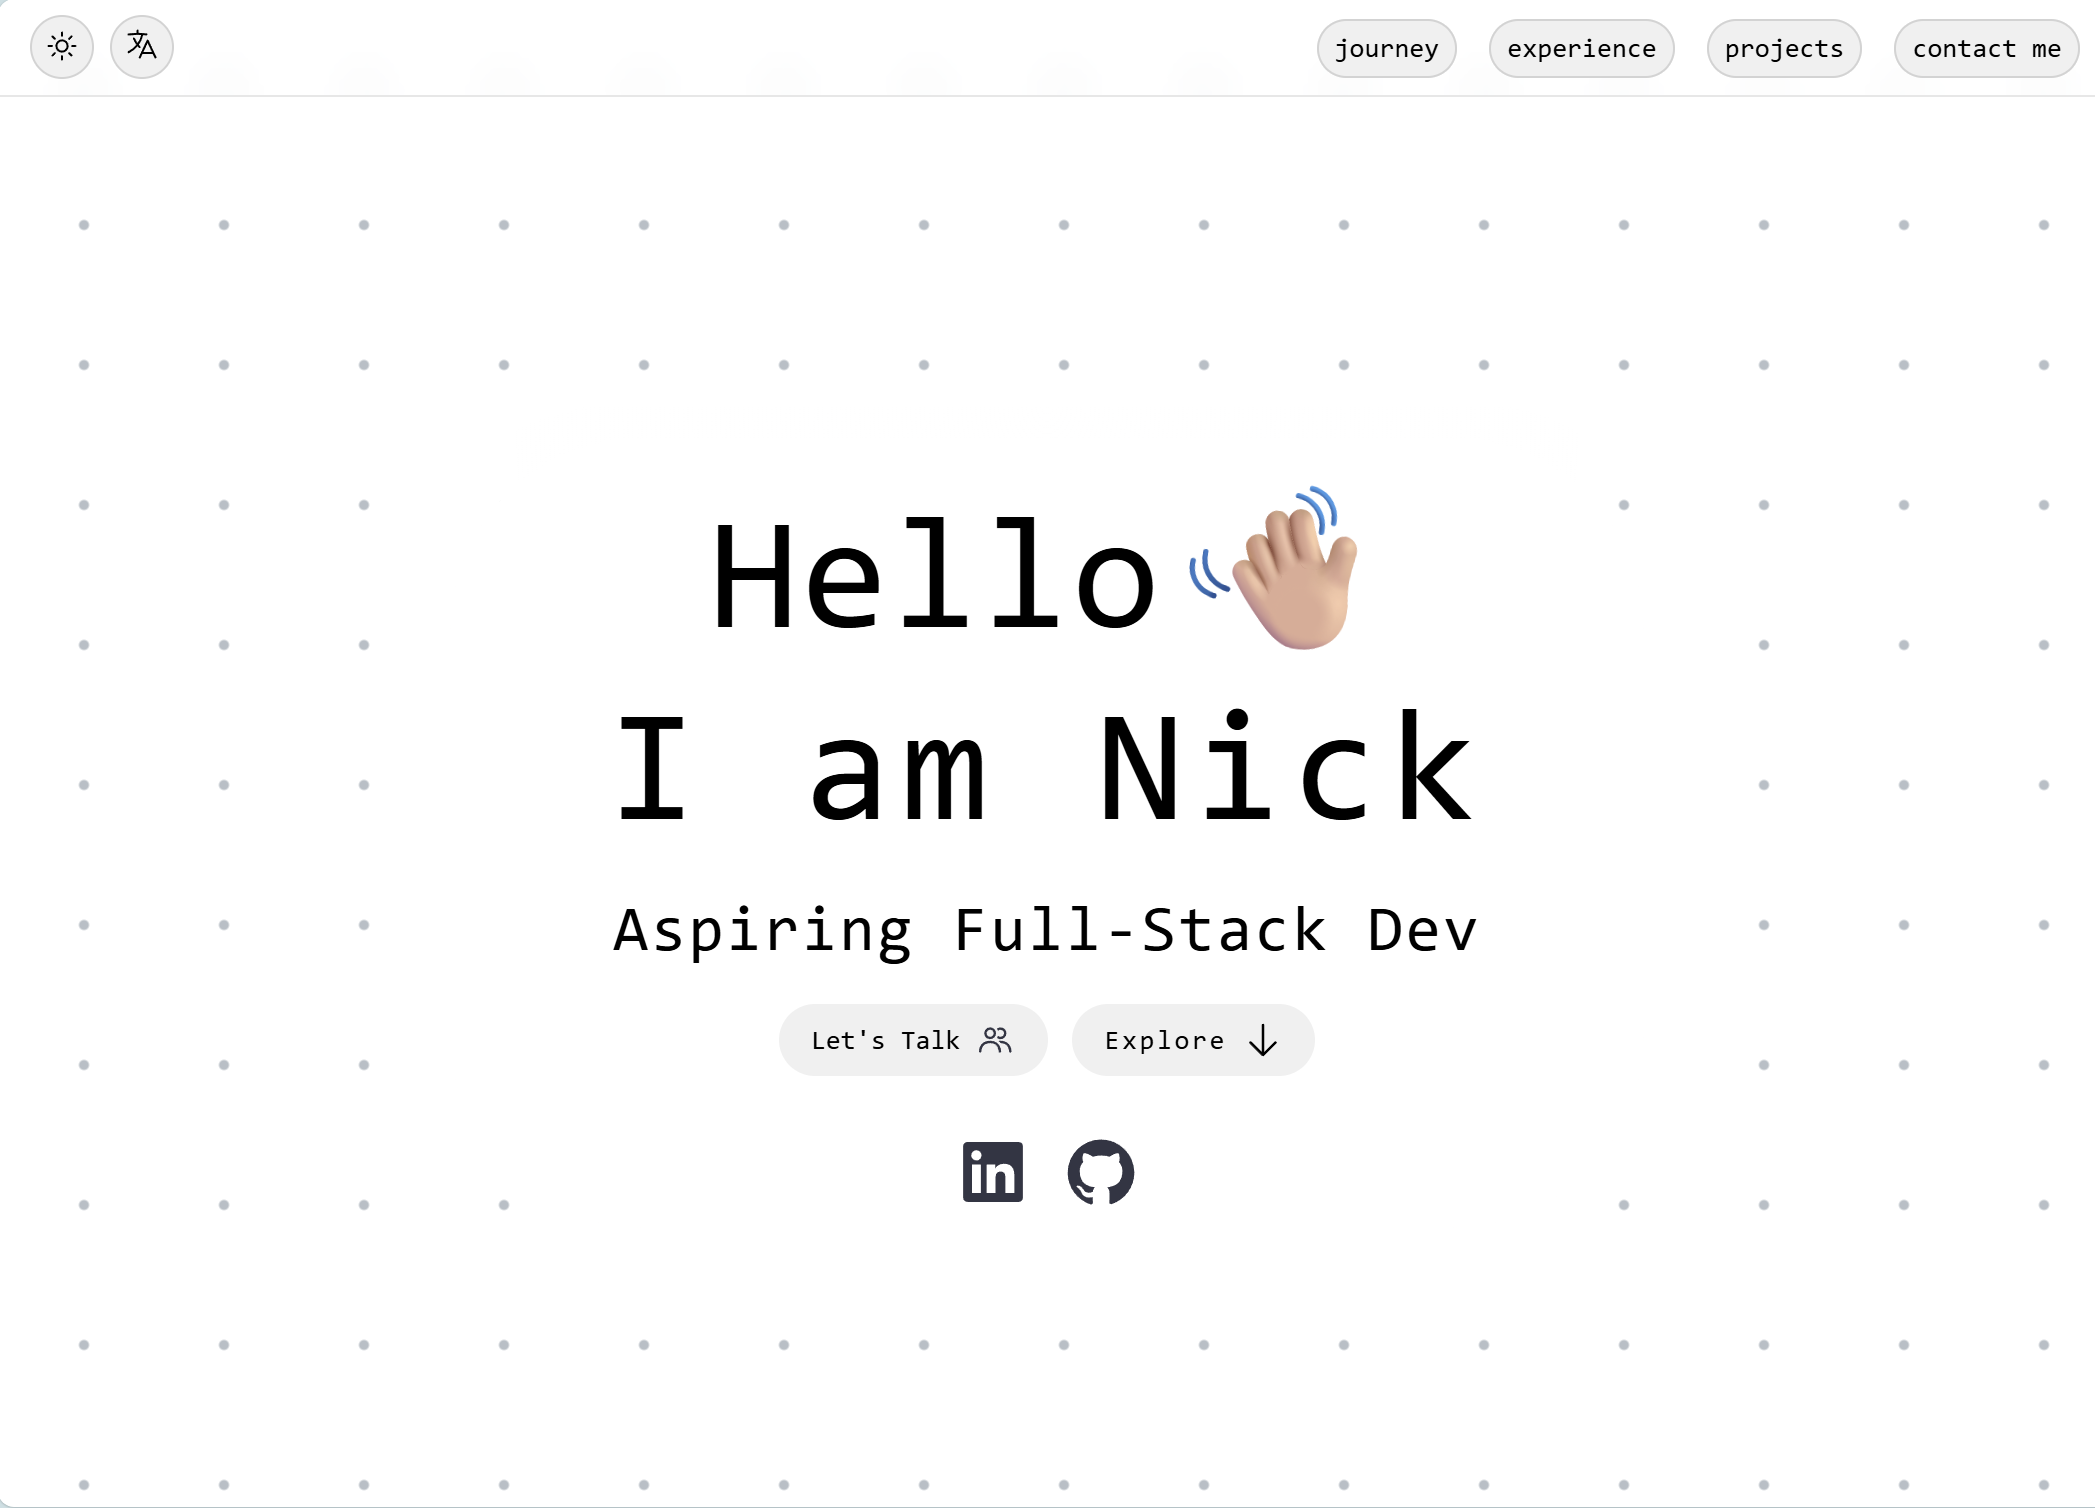 journey
experience
projects
contact me
Hello
I am Nick
Aspiring Full-Stack Dev
Let's Talk
Explore
in